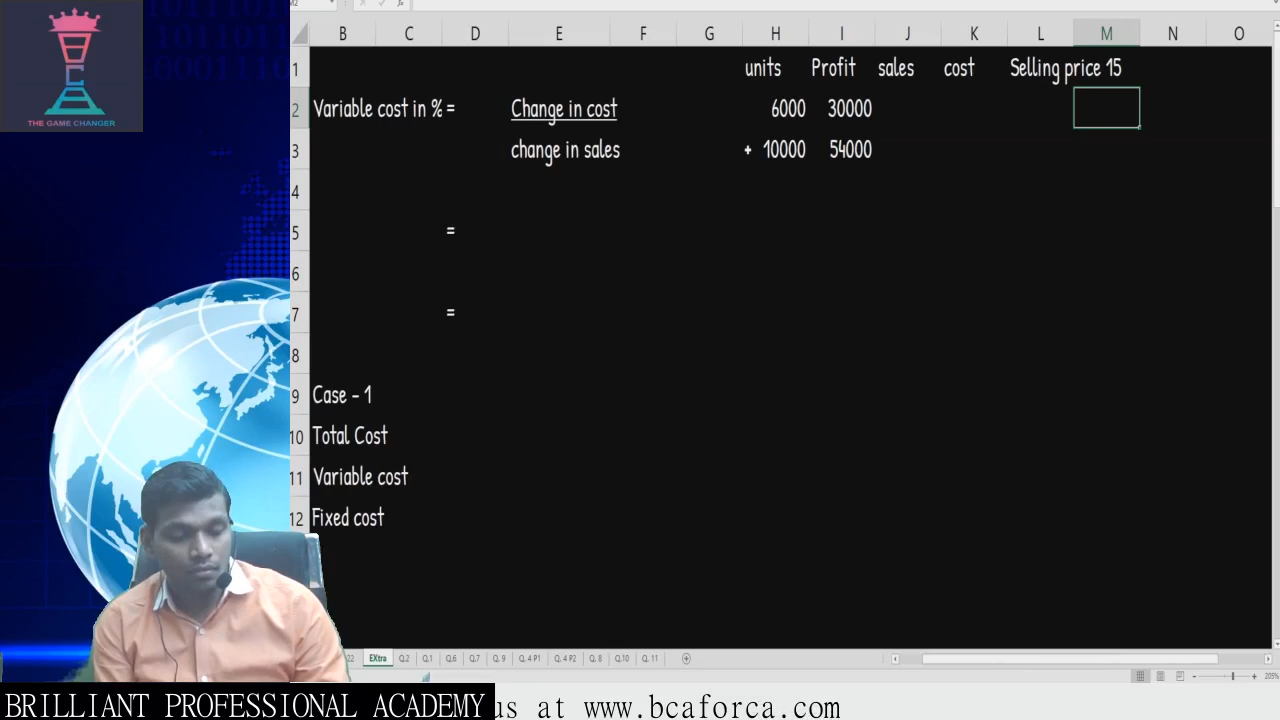 M2
THE GAME CHANGER
B C D E F G H I J K L M N O
1 units Profit sales cost Selling price 15
2 Variable cost in % = Change in cost 6000 30000
3 change in sales + 10000 54000
4
5 =
6
7 =
8
9 Case - 1
10 Total Cost
11 Variable cost
12 Fixed cost
22 EXtra Q.2 Q.1 Q.6 Q.7 Q. 9 Q. 4 P1 Q. 4 P2 Q. 8 Q.10 Q. 11
205%
BRILLIANT PROFESSIONAL ACADEMY us at www.bcaforca.com